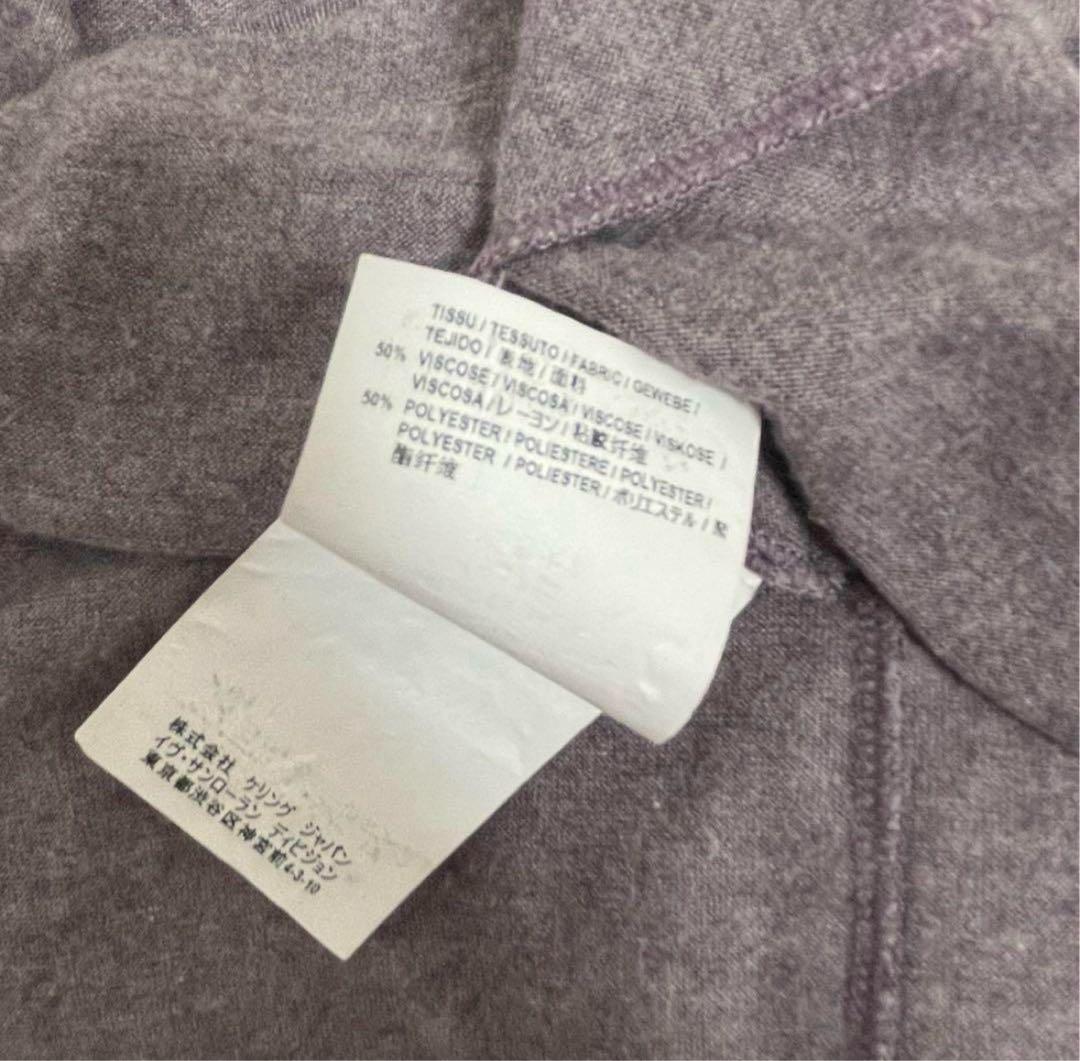 TISSU / TESSUTO / FABRIC / GEWEBE /
TEJIDO / 表地 / 面料
50% VISCOSE / VISCOSA / VISCOSE / VISKOSE /
VISCOSA / レーヨン / 粘胶纤维
50% POLYESTER / POLIESTERE / POLYESTER /
POLYESTER / POLIESTER / ポリエステル / 聚
酯纤维
株式会社 ケリング ジャパン
イヴ・サンローラン ディビジョン
東京都渋谷区神宮前4-3-10